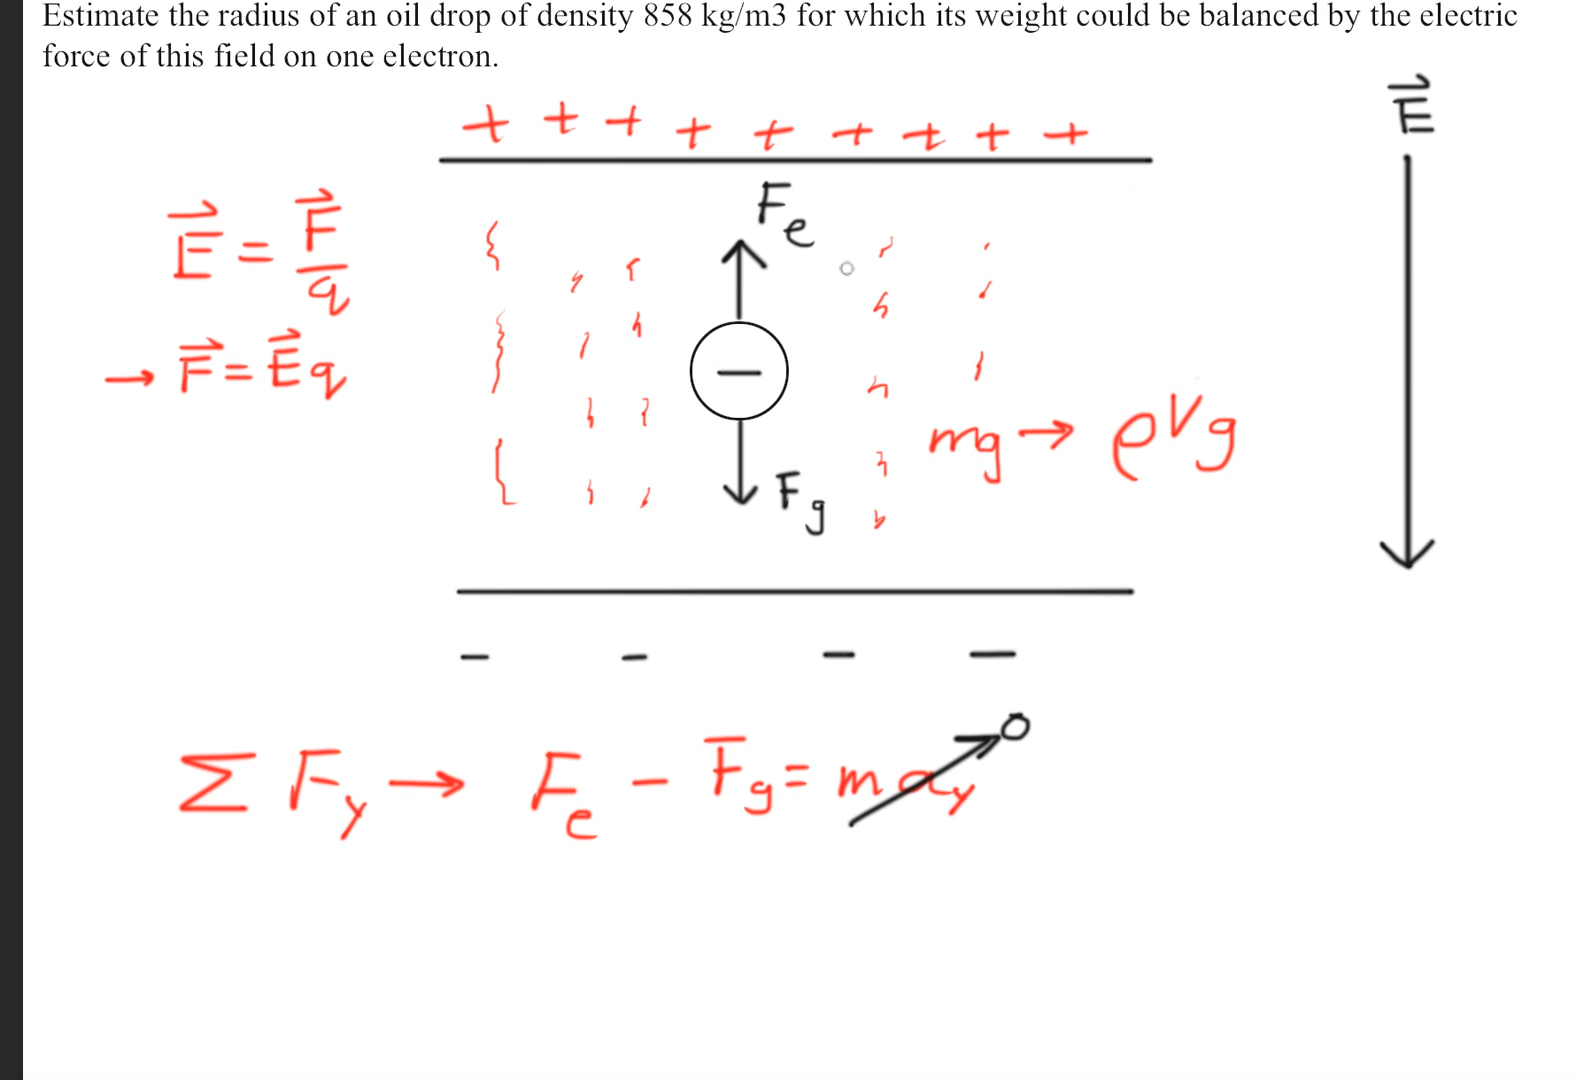 Estimate the radius of an oil drop of density 858 kg/m3 for which its weight could be balanced by the electric
force of this field on one electron.
+ + + + + + + + +
E⃗
Fe
E⃗ = F⃗/q
→ F⃗ = E⃗q
−
mg → ρVg
Fg
− − − −
ΣFy → Fe − Fg = may → 0